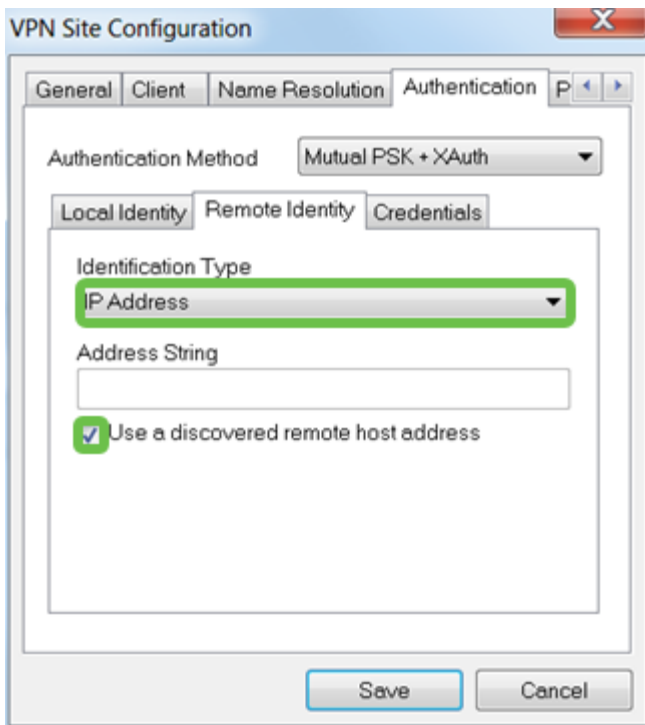 VPN Site Configuration
General Client Name Resolution Authentication P
Authentication Method Mutual PSK + XAuth
Local Identity Remote Identity Credentials
Identification Type
IP Address
Address String
Use a discovered remote host address
Save Cancel